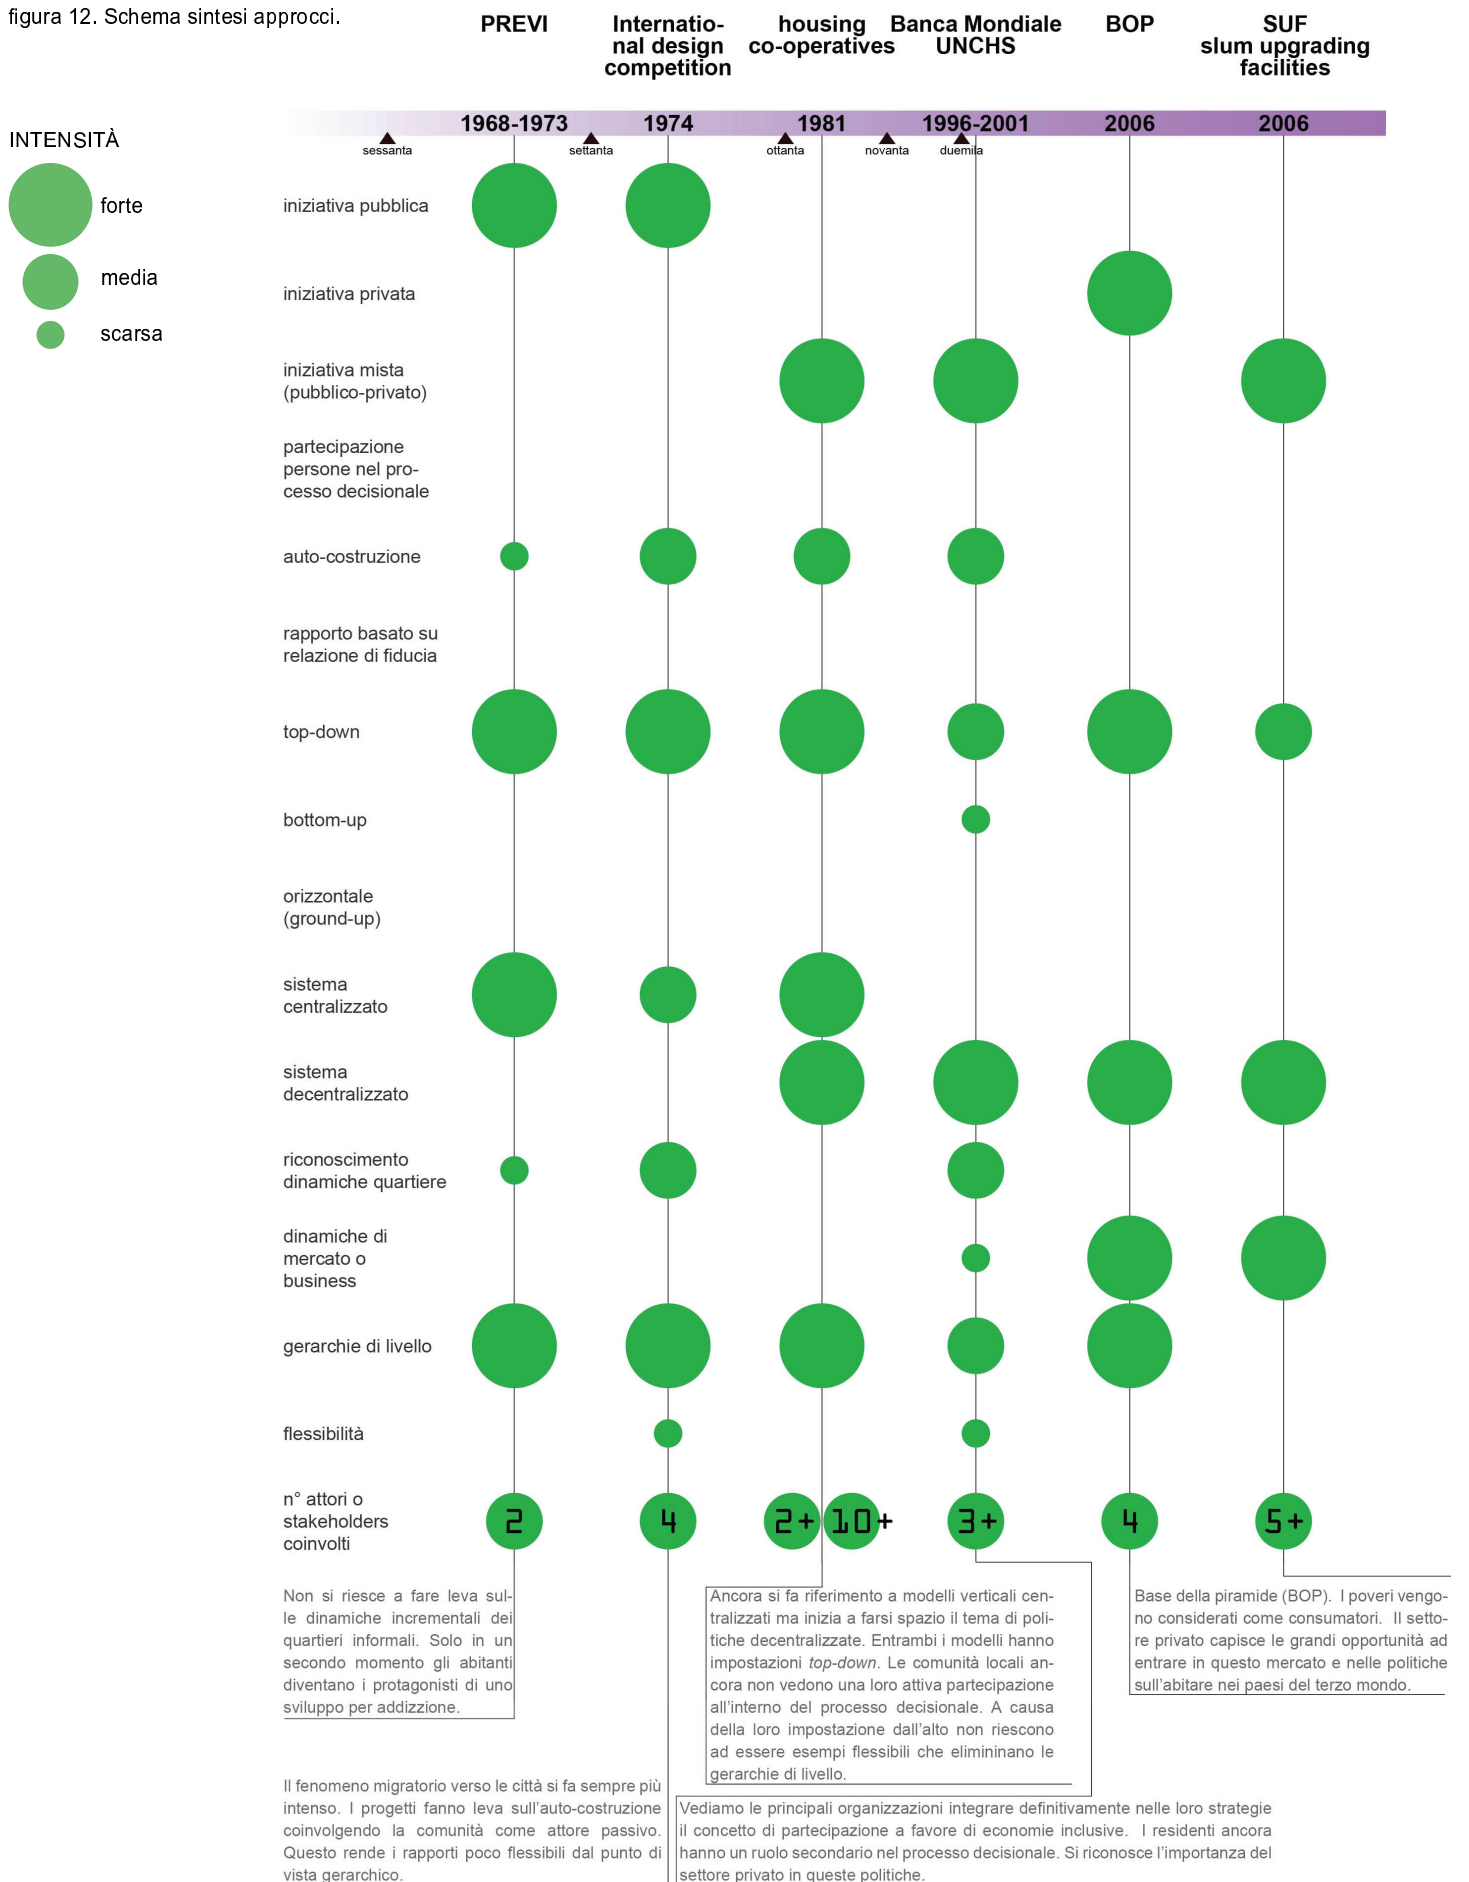 figura 12. Schema sintesi approcci.
PREVI
Internatio-
nal design
competition
housing
co-operatives
Banca Mondiale
UNCHS
BOP
SUF
slum upgrading
facilities
1968-1973
1974
1981
1996-2001
2006
2006
sessanta
settanta
ottanta
novanta
duemila
INTENSITÀ
forte
media
scarsa
iniziativa pubblica
iniziativa privata
iniziativa mista
(pubblico-privato)
partecipazione
persone nel pro-
cesso decisionale
auto-costruzione
rapporto basato su
relazione di fiducia
top-down
bottom-up
orizzontale
(ground-up)
sistema
centralizzato
sistema
decentralizzato
riconoscimento
dinamiche quartiere
dinamiche di
mercato o
business
gerarchie di livello
flessibilità
n° attori o
stakeholders
coinvolti
2
4
2+
10+
3+
4
5+
Non si riesce a fare leva sul-
le dinamiche incrementali dei
quartieri informali. Solo in un
secondo momento gli abitanti
diventano i protagonisti di uno
sviluppo per addizzione.
Ancora si fa riferimento a modelli verticali cen-
tralizzati ma inizia a farsi spazio il tema di poli-
tiche decentralizzate. Entrambi i modelli hanno
impostazioni top-down. Le comunità locali an-
cora non vedono una loro attiva partecipazione
all'interno del processo decisionale. A causa
della loro impostazione dall'alto non riescono
ad essere esempi flessibili che elimininano le
gerarchie di livello.
Base della piramide (BOP). I poveri vengo-
no considerati come consumatori. Il setto-
re privato capisce le grandi opportunità ad
entrare in questo mercato e nelle politiche
sull'abitare nei paesi del terzo mondo.
Il fenomeno migratorio verso le città si fa sempre più
intenso. I progetti fanno leva sull'auto-costruzione
coinvolgendo la comunità come attore passivo.
Questo rende i rapporti poco flessibili dal punto di
vista gerarchico.
Vediamo le principali organizzazioni integrare definitivamente nelle loro strategie
il concetto di partecipazione a favore di economie inclusive. I residenti ancora
hanno un ruolo secondario nel processo decisionale. Si riconosce l'importanza del
settore privato in queste politiche.